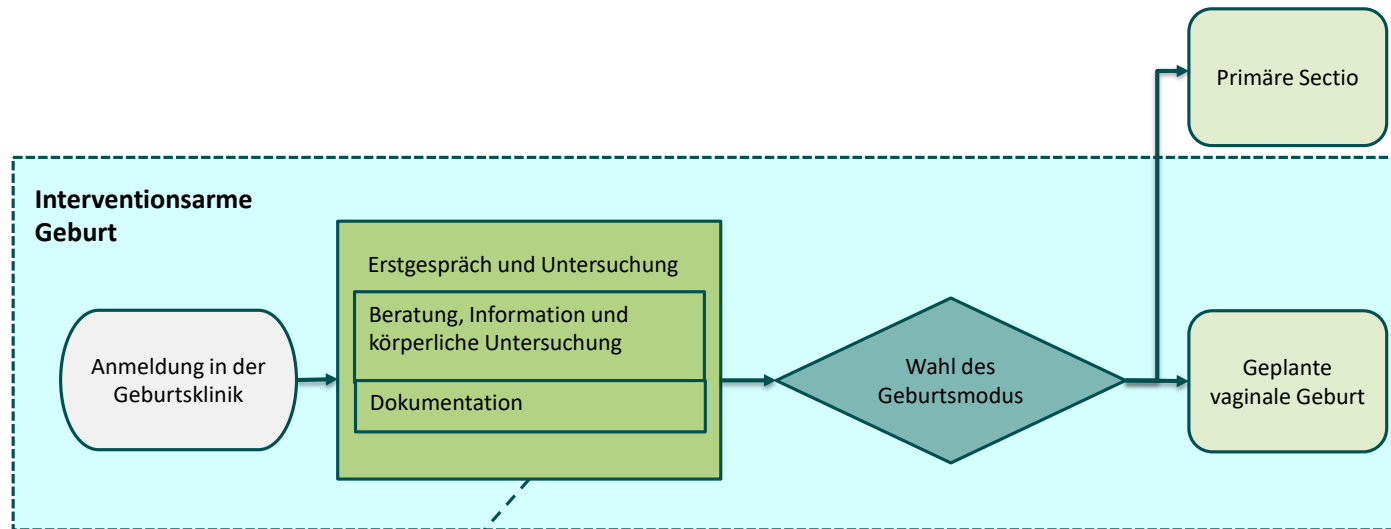 Primäre Sectio
Interventionsarme
Geburt
Erstgespräch und Untersuchung
Beratung, Information und
körperliche Untersuchung
Dokumentation
Anmeldung in der
Geburtsklinik
Wahl des
Geburtsmodus
Geplante
vaginale Geburt